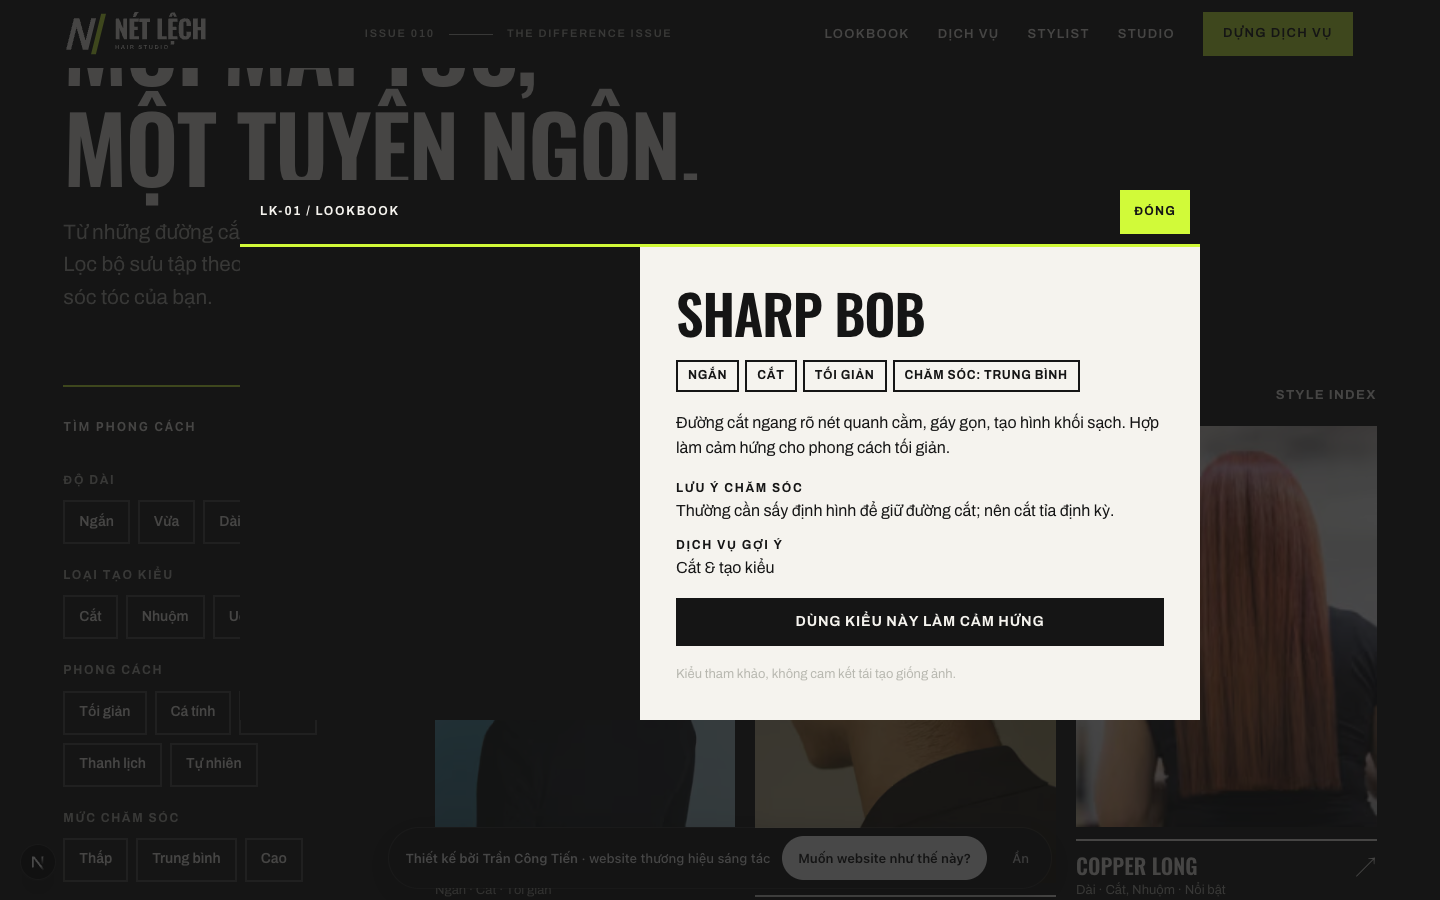 NÉT LỆCH
HAIR STUDIO
ISSUE 010
THE DIFFERENCE ISSUE
LOOKBOOK
DỊCH VỤ
STYLIST
STUDIO
DỰNG DỊCH VỤ
MỖI MÁI TÓC,
MỘT TUYÊN NGÔN.
Từ những đường
Lọc bộ sưu tập theo
sóc tóc của bạn.
LK-01 / LOOKBOOK
ĐÓNG
SHARP BOB
NGẮN
CẮT
TỐI GIẢN
CHĂM SÓC: TRUNG BÌNH
Đường cắt ngang rõ nét quanh cằm, gáy gọn, tạo hình khối sạch. Hợp
làm cảm hứng cho phong cách tối giản.
LƯU Ý CHĂM SÓC
Thường cần sấy định hình để giữ đường cắt; nên cắt tỉa định kỳ.
DỊCH VỤ GỢI Ý
Cắt & tạo kiểu
DÙNG KIỂU NÀY LÀM CẢM HỨNG
Kiểu tham khảo, không cam kết tái tạo giống ảnh.
STYLE INDEX
TÌM PHONG CÁCH
ĐỘ DÀI
Ngắn
Vừa
Dài
LOẠI TẠO KIỂU
Cắt
Nhuộm
PHONG CÁCH
Tối giản
Cá tính
Thanh lịch
Tự nhiên
MỨC CHĂM SÓC
Thấp
Trung bình
Cao
Thiết kế bởi Trần Công Tiến · website thương hiệu sáng tác
Muốn website như thế này?
Ẩn
Ngắn · Cắt · Tối giản
COPPER LONG
Dài · Cắt, Nhuộm · Nổi bật